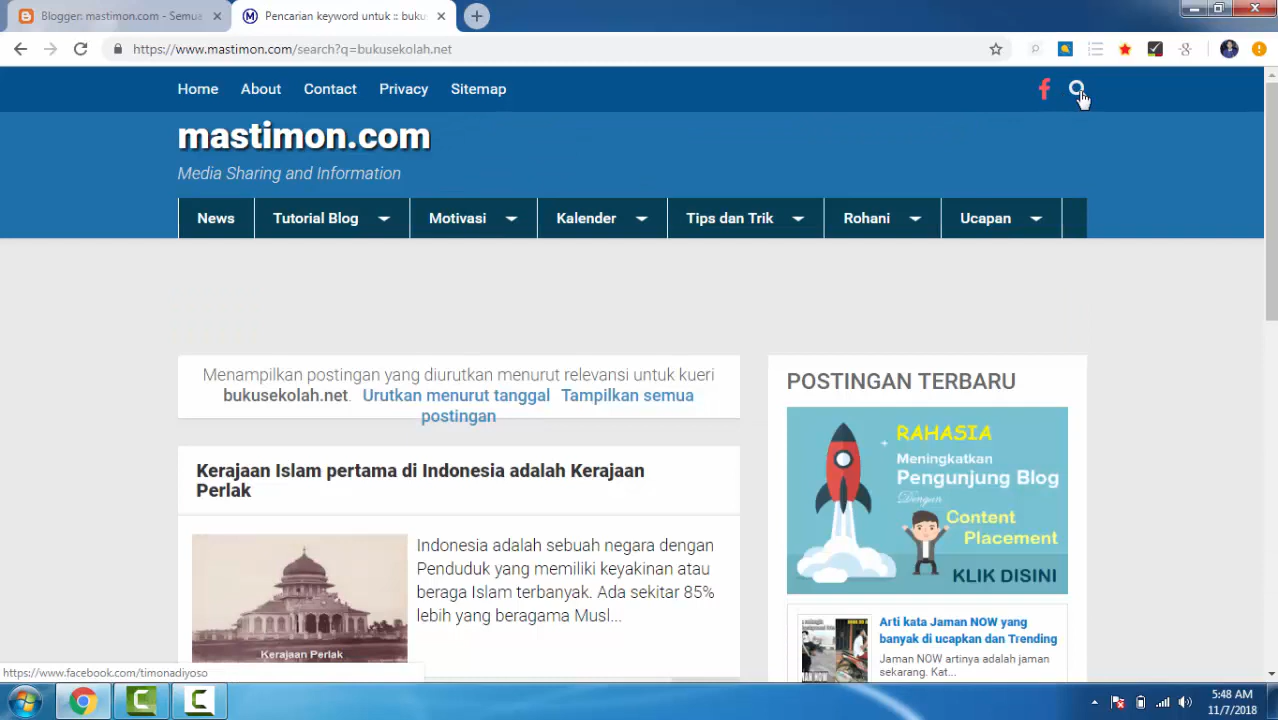 Blogger: mastimon.com - Semua
Pencarian keyword untuk :: buku
https://www.mastimon.com/search?q=bukusekolah.net
Home About Contact Privacy Sitemap
mastimon.com
Media Sharing and Information
News Tutorial Blog Motivasi Kalender Tips dan Trik Rohani Ucapan
Menampilkan postingan yang diurutkan menurut relevansi untuk kueri
bukusekolah.net. Urutkan menurut tanggal Tampilkan semua
postingan
Kerajaan Islam pertama di Indonesia adalah Kerajaan
Perlak
Kerajaan Perlak
Indonesia adalah sebuah negara dengan
Penduduk yang memiliki keyakinan atau
beragama Islam terbanyak. Ada sekitar 85%
lebih yang beragama Musl...
POSTINGAN TERBARU
RAHASIA
Meningkatkan
Pengunjung Blog
Dengan
Content
Placement
KLIK DISINI
Arti kata Jaman NOW yang
banyak di ucapkan dan Trending
Jaman NOW artinya adalah jaman
sekarang. Kat...
https://www.facebook.com/timonadiyoso
5:48 AM
11/7/2018